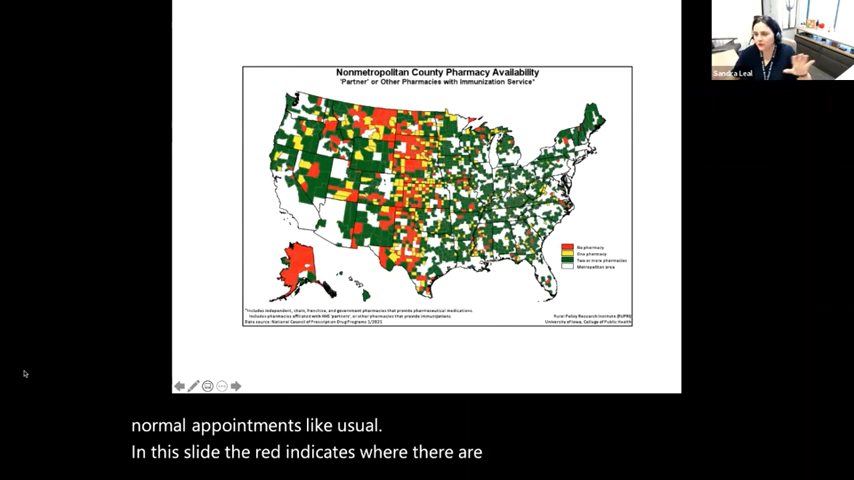 Nonmetropolitan County Pharmacy Availability
'Partner' or Other Pharmacies with Immunization Service*
Sandra Leal
No pharmacy
One pharmacy
Two or more pharmacies
Metropolitan area
*Includes independent, chain, franchise, and government pharmacies that provide pharmaceutical medications
Includes pharmacies affiliated with HHS 'partners', or other pharmacies that provide immunizations
Data source: National Council of Prescription Drug Programs 1/2021
Rural Policy Research Institute (RUPRI)
University of Iowa, College of Public Health
normal appointments like usual.
In this slide the red indicates where there are